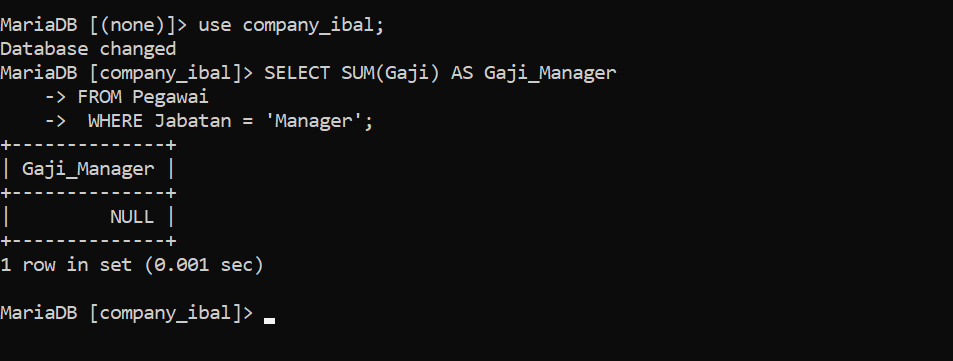 MariaDB [(none)]> use company_ibal;
Database changed
MariaDB [company_ibal]> SELECT SUM(Gaji) AS Gaji_Manager
    -> FROM Pegawai
    ->  WHERE Jabatan = 'Manager';
+--------------+
| Gaji_Manager |
+--------------+
|         NULL |
+--------------+
1 row in set (0.001 sec)

MariaDB [company_ibal]>